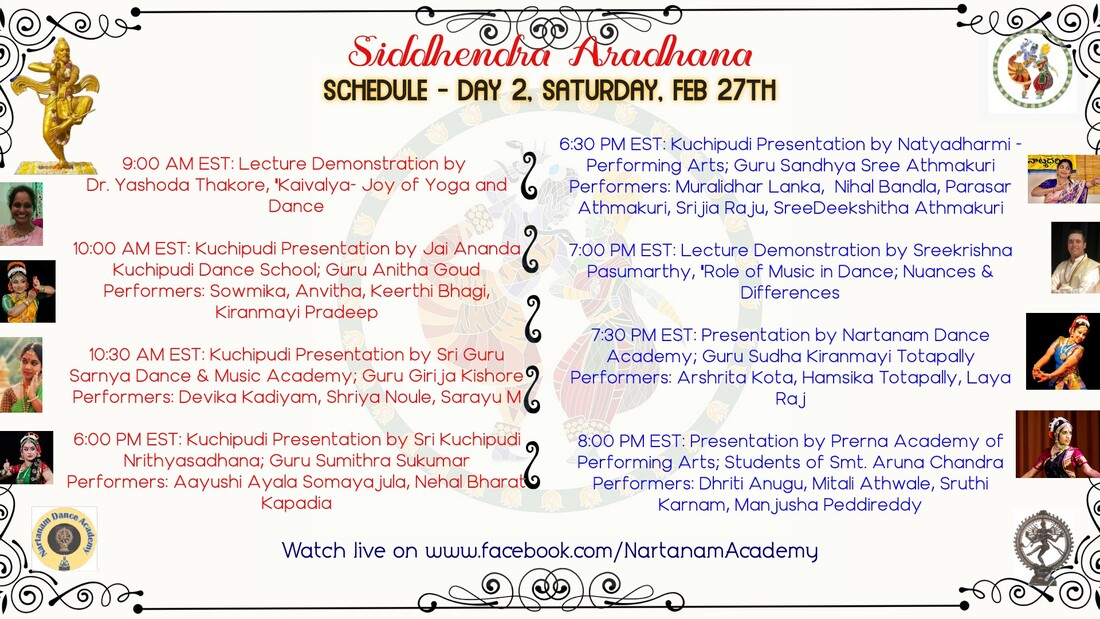 Siddhendra Aradhana
SCHEDULE - DAY 2, SATURDAY, FEB 27TH
9:00 AM EST: Lecture Demonstration by
Dr. Yashoda Thakore, "Kaivalya- Joy of Yoga and
Dance
10:00 AM EST: Kuchipudi Presentation by Jai Ananda
Kuchipudi Dance School; Guru Anitha Goud
Performers: Sowmika, Anvitha, Keerthi Bhagi,
Kiranmayi Pradeep
10:30 AM EST: Kuchipudi Presentation by Sri Guru
Sarnya Dance & Music Academy; Guru Girija Kishore
Performers: Devika Kadiyam, Shriya Noule, Sarayu M
6:00 PM EST: Kuchipudi Presentation by Sri Kuchipudi
Nrithyasadhana; Guru Sumithra Sukumar
Performers: Aayushi Ayala Somayajula, Nehal Bharat
Kapadia
6:30 PM EST: Kuchipudi Presentation by Natyadharmi -
Performing Arts; Guru Sandhya Sree Athmakuri
Performers: Muralidhar Lanka, Nihal Bandla, Parasar
Athmakuri, Srijia Raju, SreeDeekshitha Athmakuri
7:00 PM EST: Lecture Demonstration by Sreekrishna
Pasumarthy, "Role of Music in Dance; Nuances &
Differences
7:30 PM EST: Presentation by Nartanam Dance
Academy; Guru Sudha Kiranmayi Totapally
Performers: Arshrita Kota, Hamsika Totapally, Laya
Raj
8:00 PM EST: Presentation by Prerna Academy of
Performing Arts; Students of Smt. Aruna Chandra
Performers: Dhriti Anugu, Mitali Athwale, Sruthi
Karnam, Manjusha Peddireddy
Nartanam Dance Academy
Watch live on www.facebook.com/NartanamAcademy